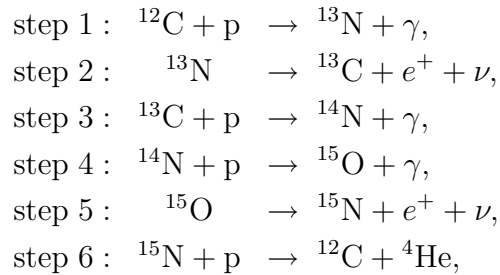 step 1 : ¹²C + p → ¹³N + γ,
step 2 : ¹³N → ¹³C + e⁺ + ν,
step 3 : ¹³C + p → ¹⁴N + γ,
step 4 : ¹⁴N + p → ¹⁵O + γ,
step 5 : ¹⁵O → ¹⁵N + e⁺ + ν,
step 6 : ¹⁵N + p → ¹²C + ⁴He,